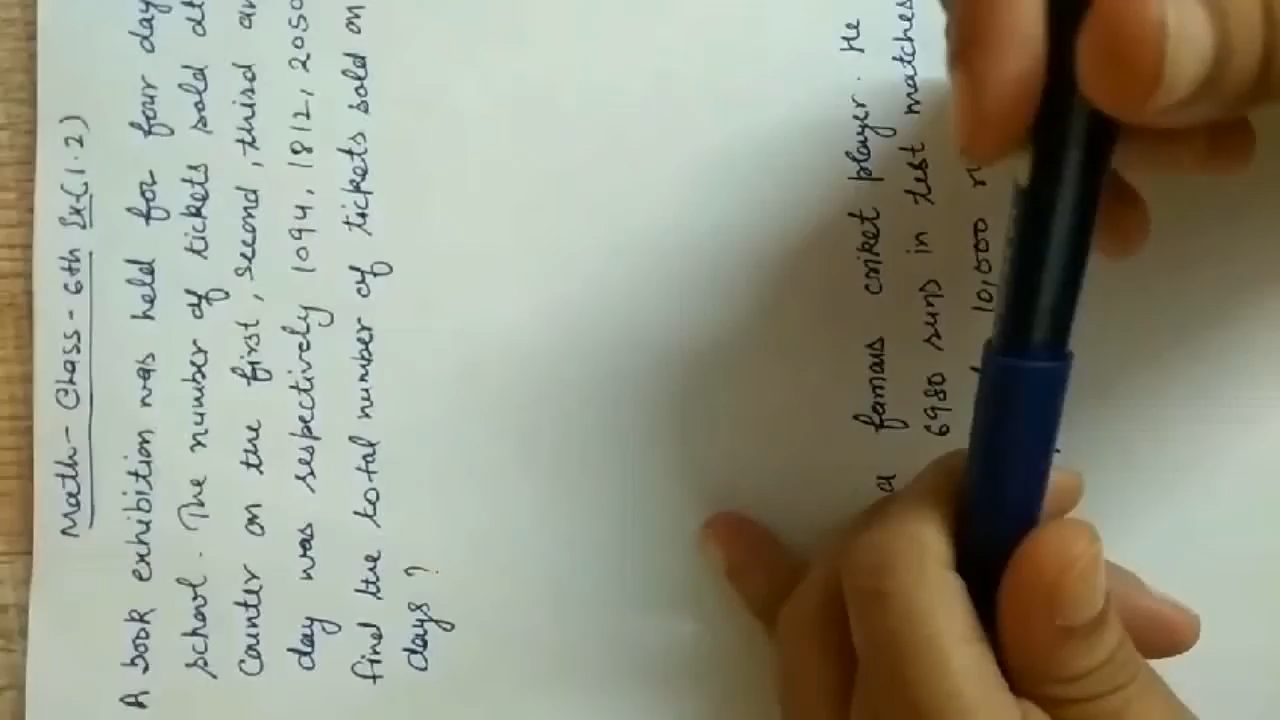 Math - Class - 6th Ex-(1.2)
A book exhibition was held for four day
school. The number of tickets sold at
Counter on the first, second, third an
day was respectively 1094, 1812, 2050
find the total number of tickets sold on
days?
a famous criket player. He
6980 runs in test matches
10,000